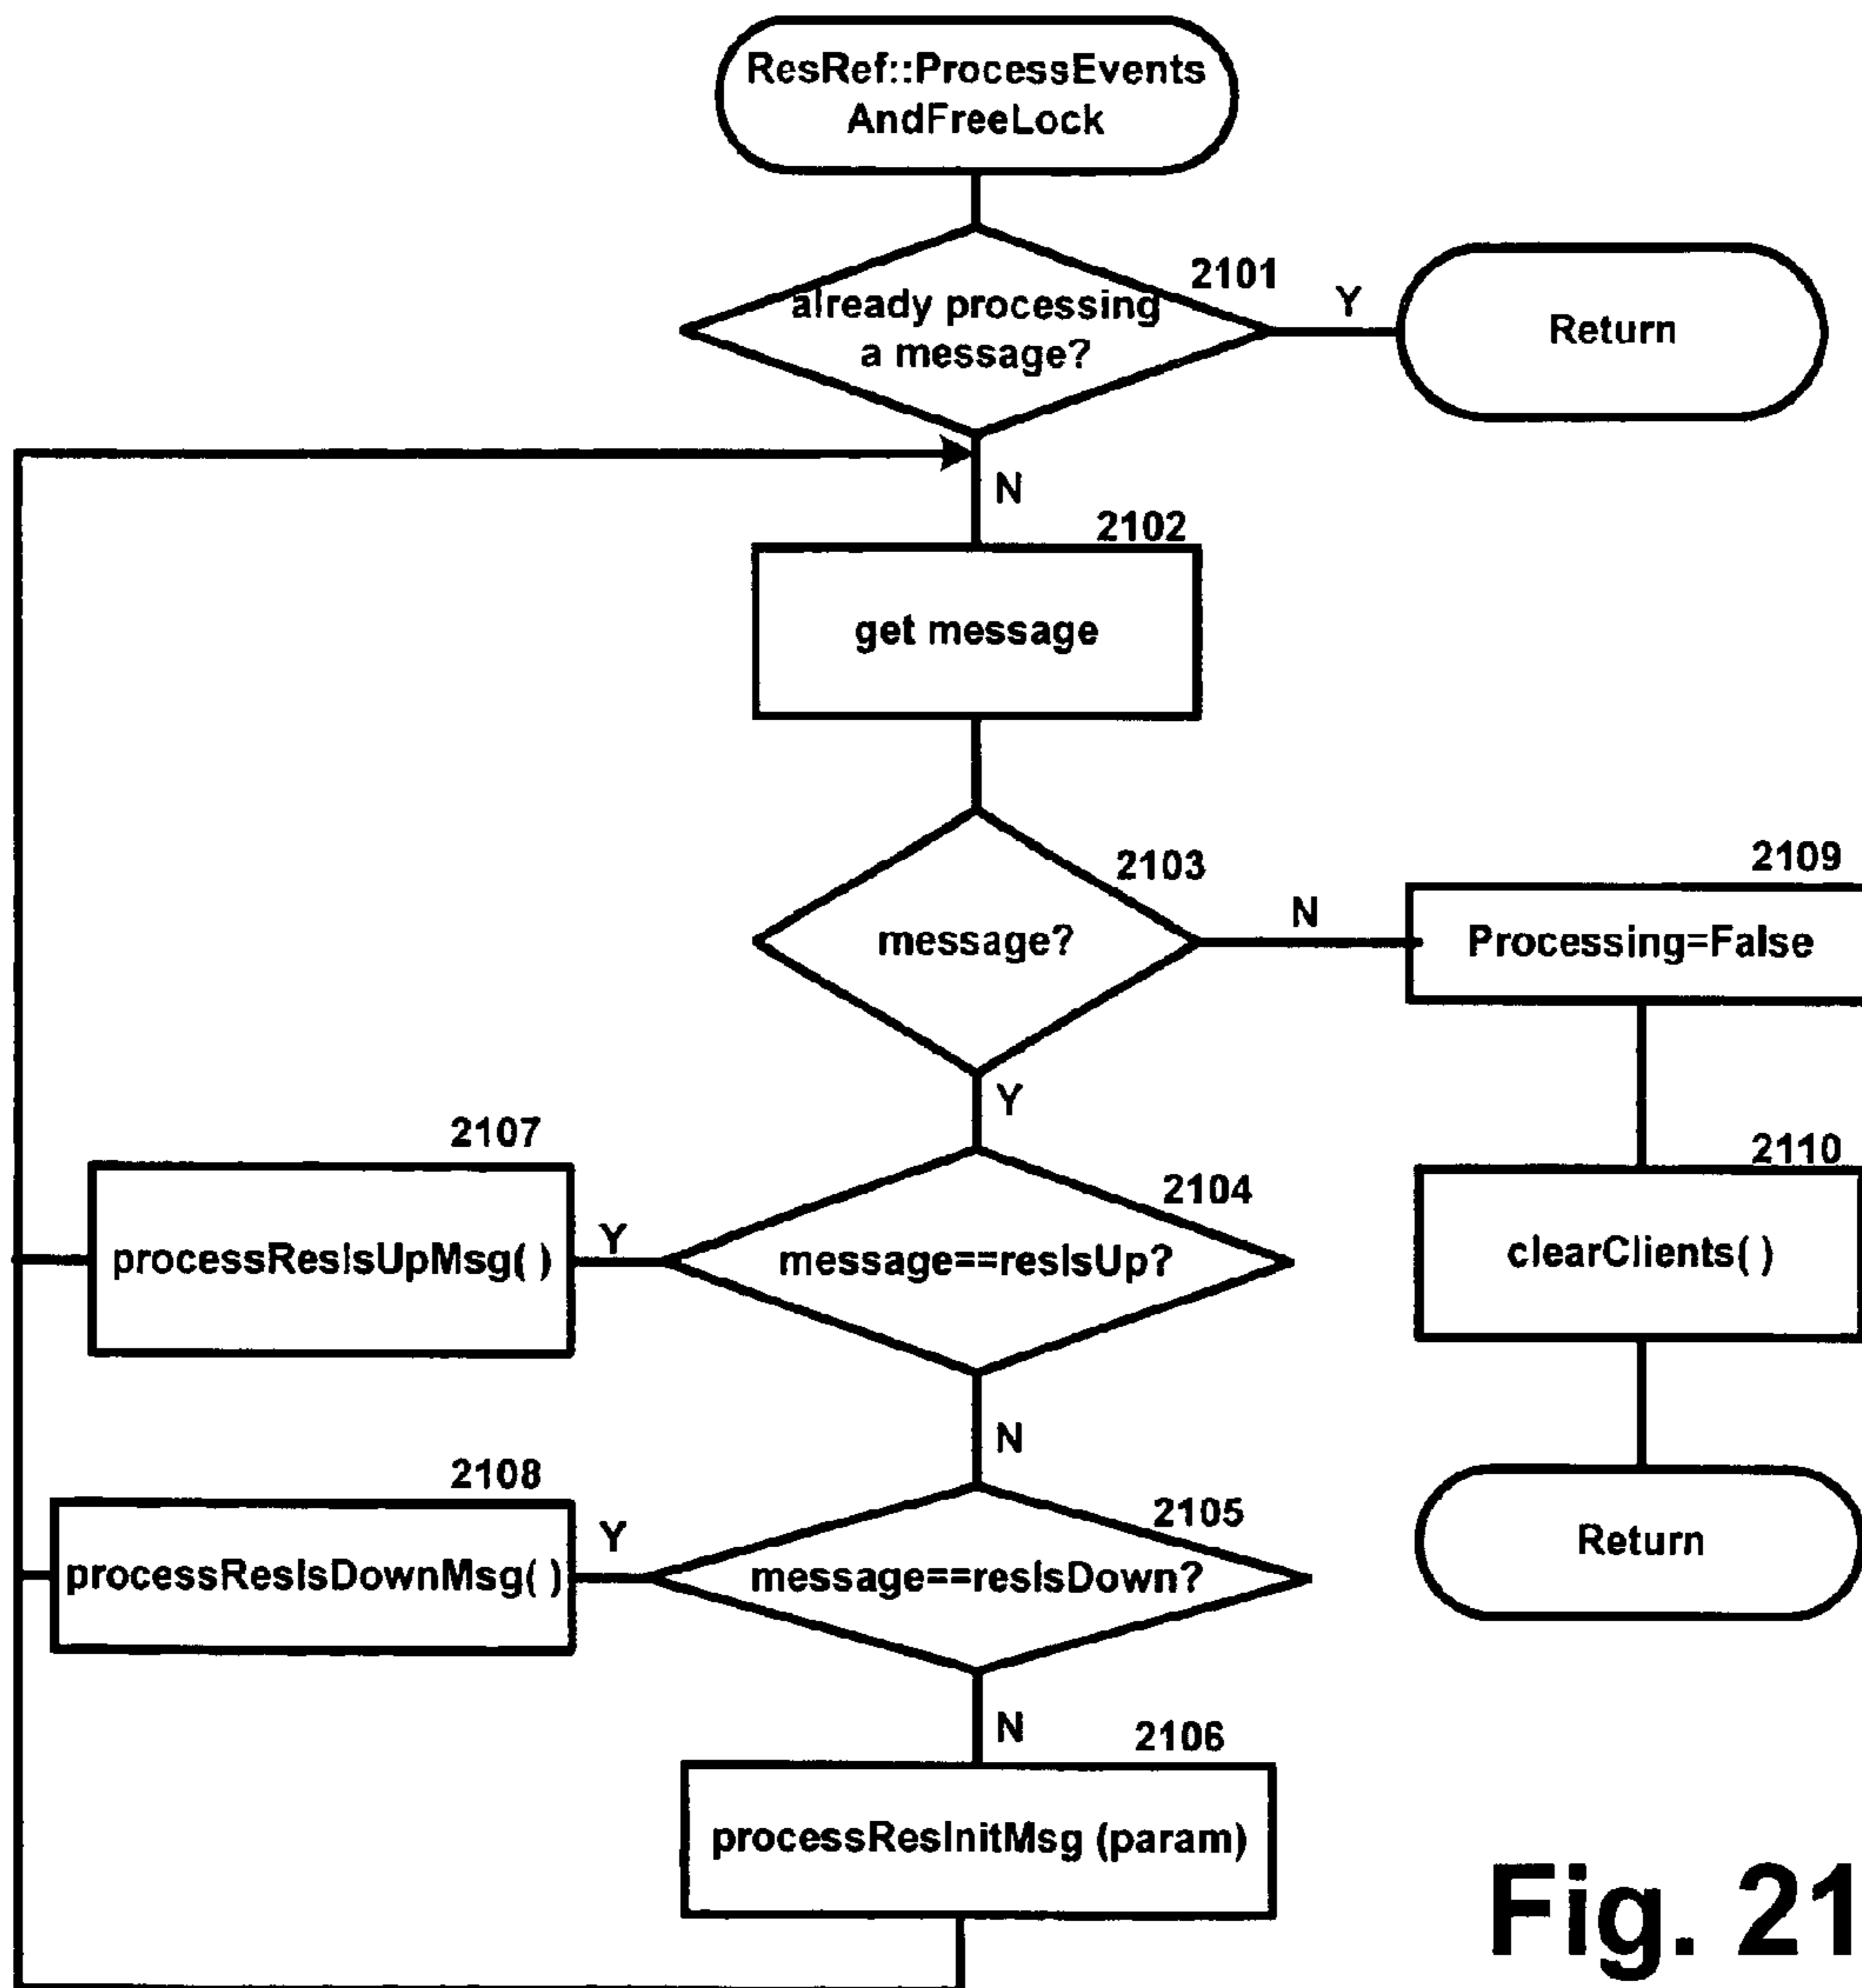 ResRef::ProcessEvents
AndFreeLock
2101
already processing
a message?
Y
Return
N
2102
get message
2103
message?
N
2109
Processing=False
Y
2107
2104
2110
processResIsUpMsg( )
Y
message==resIsUp?
clearClients( )
N
2108
2105
processResIsDownMsg( )
Y
message==resIsDown?
Return
N
2106
processResInitMsg (param)
Fig. 21